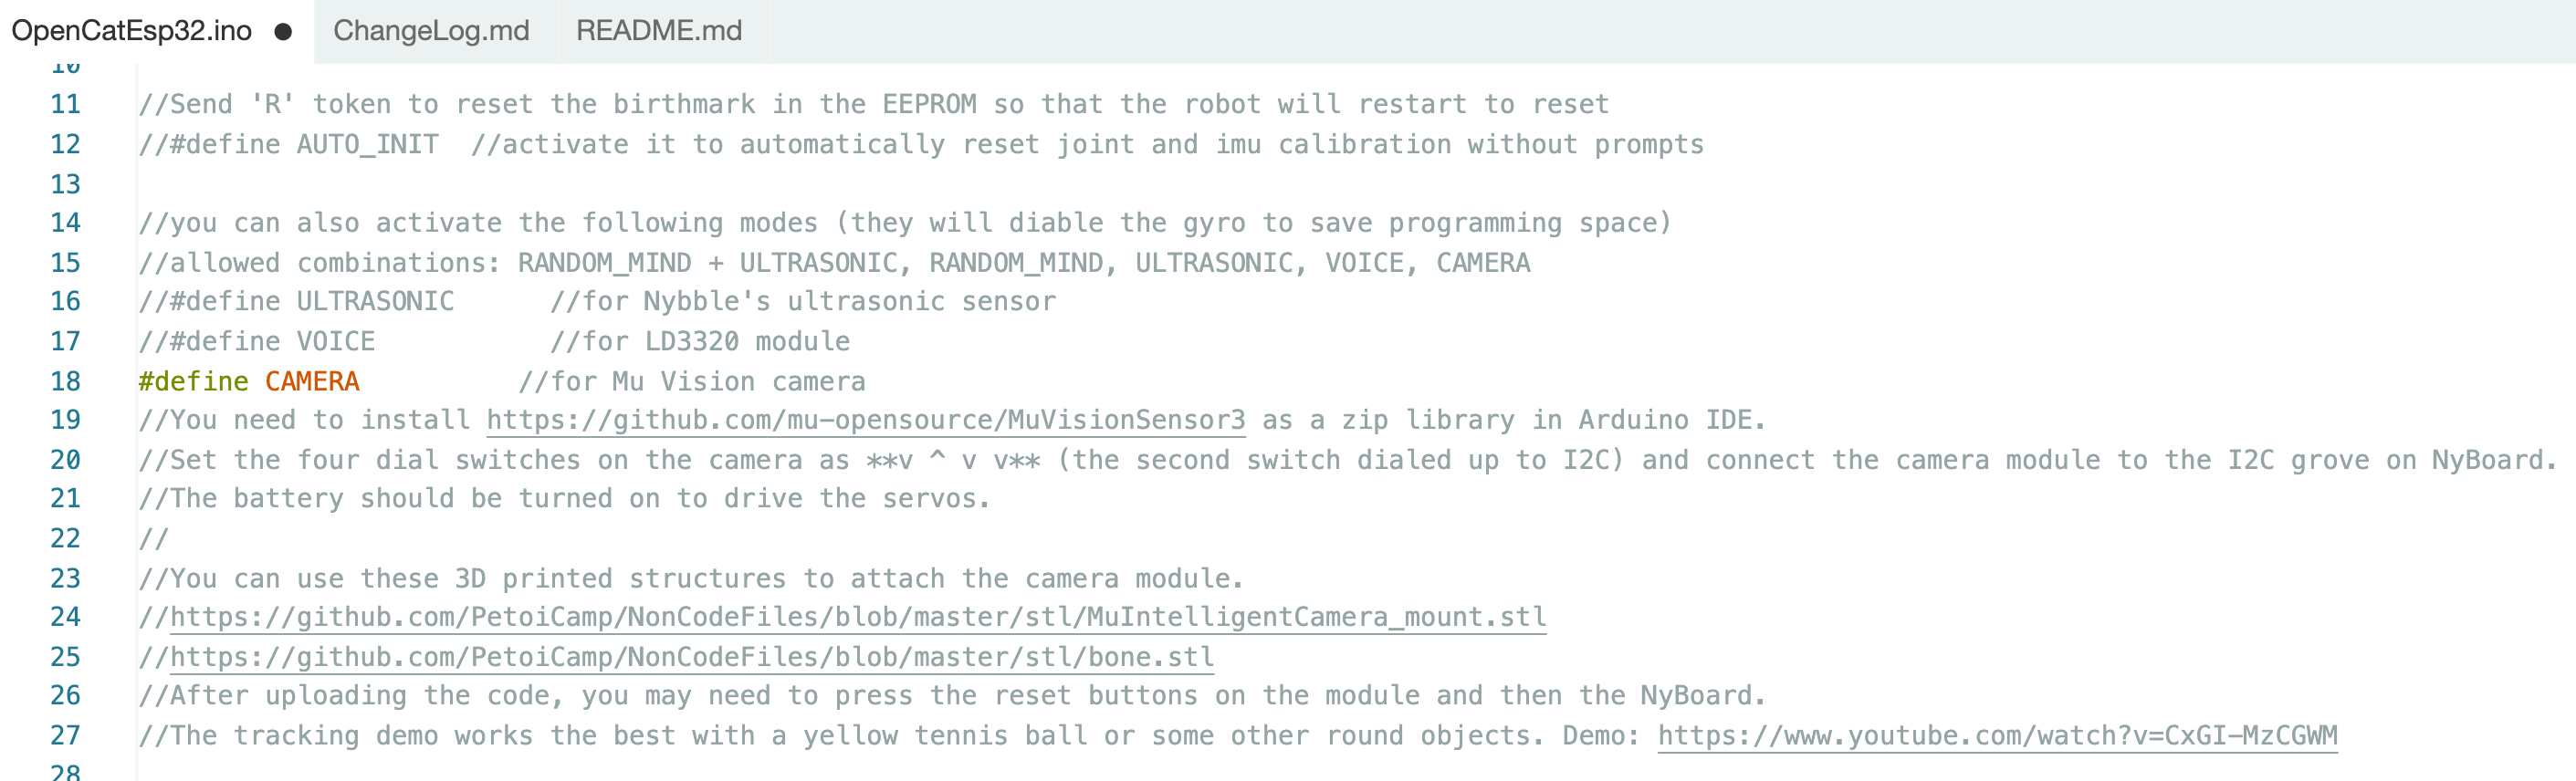 OpenCatEsp32.ino ● ChangeLog.md README.md
10
11 //Send 'R' token to reset the birthmark in the EEPROM so that the robot will restart to reset
12 //#define AUTO_INIT  //activate it to automatically reset joint and imu calibration without prompts
13
14 //you can also activate the following modes (they will diable the gyro to save programming space)
15 //allowed combinations: RANDOM_MIND + ULTRASONIC, RANDOM_MIND, ULTRASONIC, VOICE, CAMERA
16 //#define ULTRASONIC      //for Nybble's ultrasonic sensor
17 //#define VOICE           //for LD3320 module
18 #define CAMERA          //for Mu Vision camera
19 //You need to install https://github.com/mu-opensource/MuVisionSensor3 as a zip library in Arduino IDE.
20 //Set the four dial switches on the camera as **v ^ v v** (the second switch dialed up to I2C) and connect the camera module to the I2C grove on NyBoard.
21 //The battery should be turned on to drive the servos.
22 //
23 //You can use these 3D printed structures to attach the camera module.
24 //https://github.com/PetoiCamp/NonCodeFiles/blob/master/stl/MuIntelligentCamera_mount.stl
25 //https://github.com/PetoiCamp/NonCodeFiles/blob/master/stl/bone.stl
26 //After uploading the code, you may need to press the reset buttons on the module and then the NyBoard.
27 //The tracking demo works the best with a yellow tennis ball or some other round objects. Demo: https://www.youtube.com/watch?v=CxGI-MzCGWM
28